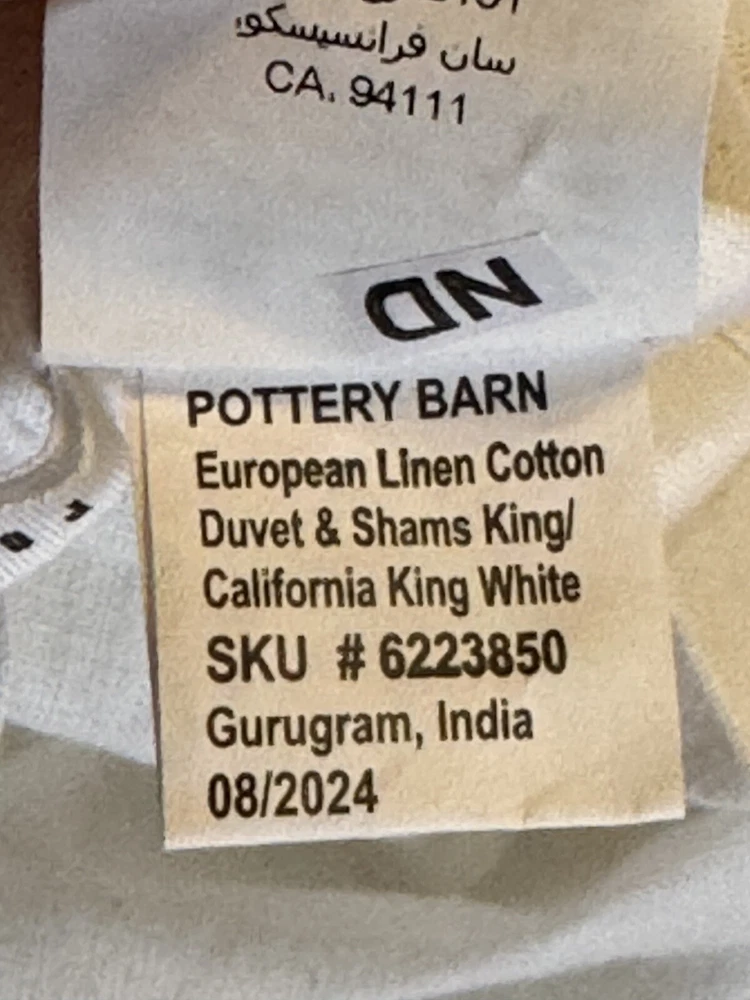 سان فرانسيسكو،
CA. 94111
ND
POTTERY BARN
European Linen Cotton
Duvet & Shams King/
California King White
SKU # 6223850
Gurugram, India
08/2024